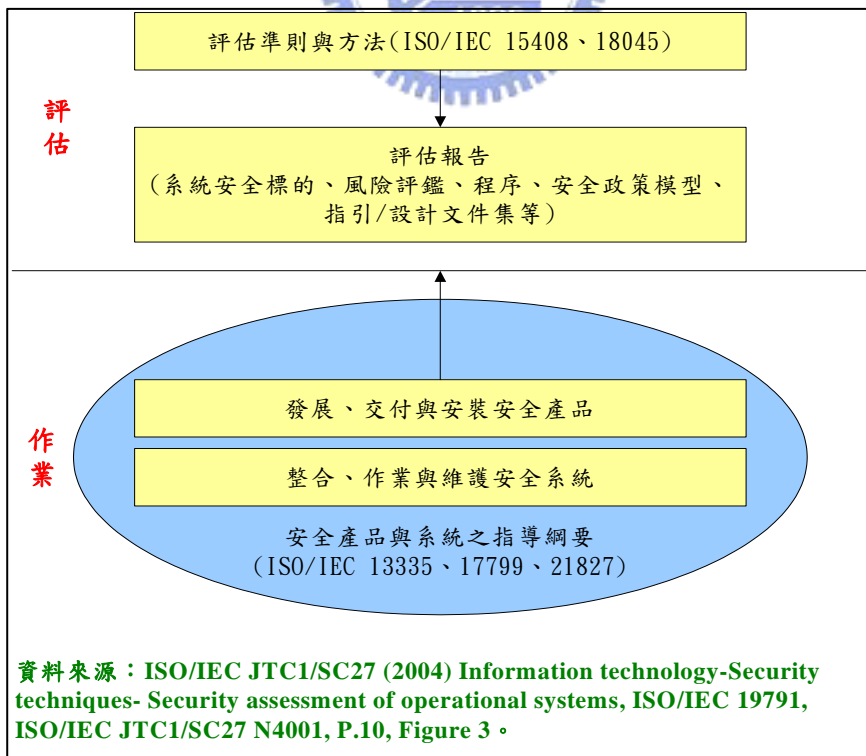 評估準則與方法(ISO/IEC 15408、18045)
評
估
評估報告
(系統安全標的、風險評鑑、程序、安全政策模型、
指引/設計文件集等)
發展、交付與安裝安全產品
作
業
整合、作業與維護安全系統
安全產品與系統之指導綱要
(ISO/IEC 13335、17799、21827)
資料來源：ISO/IEC JTC1/SC27 (2004) Information technology-Security
techniques- Security assessment of operational systems, ISO/IEC 19791,
ISO/IEC JTC1/SC27 N4001, P.10, Figure 3。